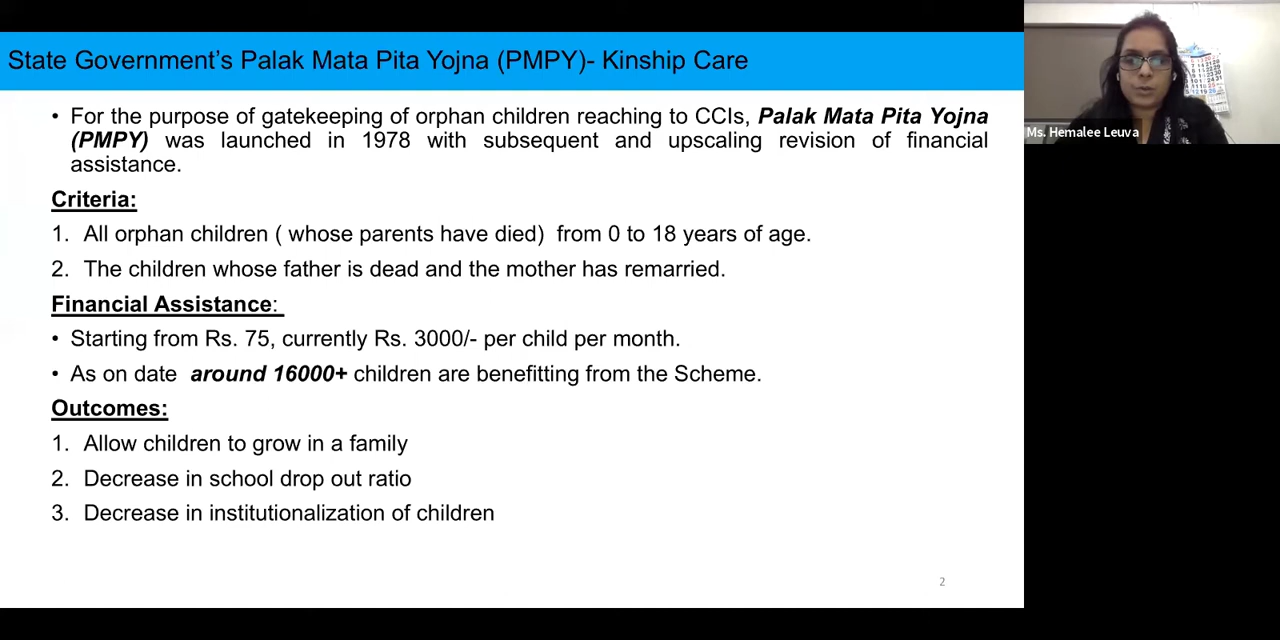 State Government's Palak Mata Pita Yojna (PMPY)- Kinship Care
• For the purpose of gatekeeping of orphan children reaching to CCIs, Palak Mata Pita Yojna
(PMPY) was launched in 1978 with subsequent and upscaling revision of financial
assistance.
Criteria:
1. All orphan children ( whose parents have died) from 0 to 18 years of age.
2. The children whose father is dead and the mother has remarried.
Financial Assistance:
• Starting from Rs. 75, currently Rs. 3000/- per child per month.
• As on date around 16000+ children are benefitting from the Scheme.
Outcomes:
1. Allow children to grow in a family
2. Decrease in school drop out ratio
3. Decrease in institutionalization of children
2
Ms. Hemalee Leuva